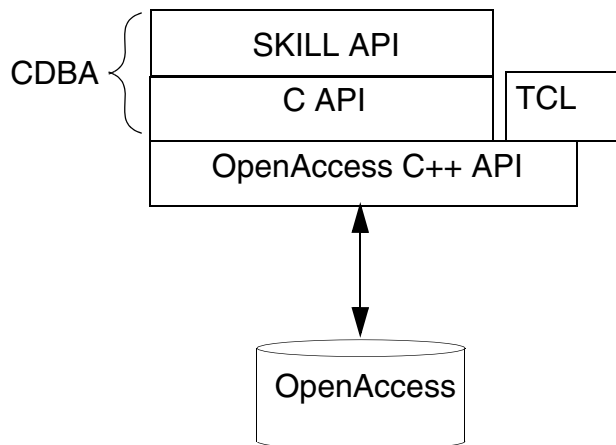 SKILL API
CDBA
C API
TCL
OpenAccess C++ API
OpenAccess